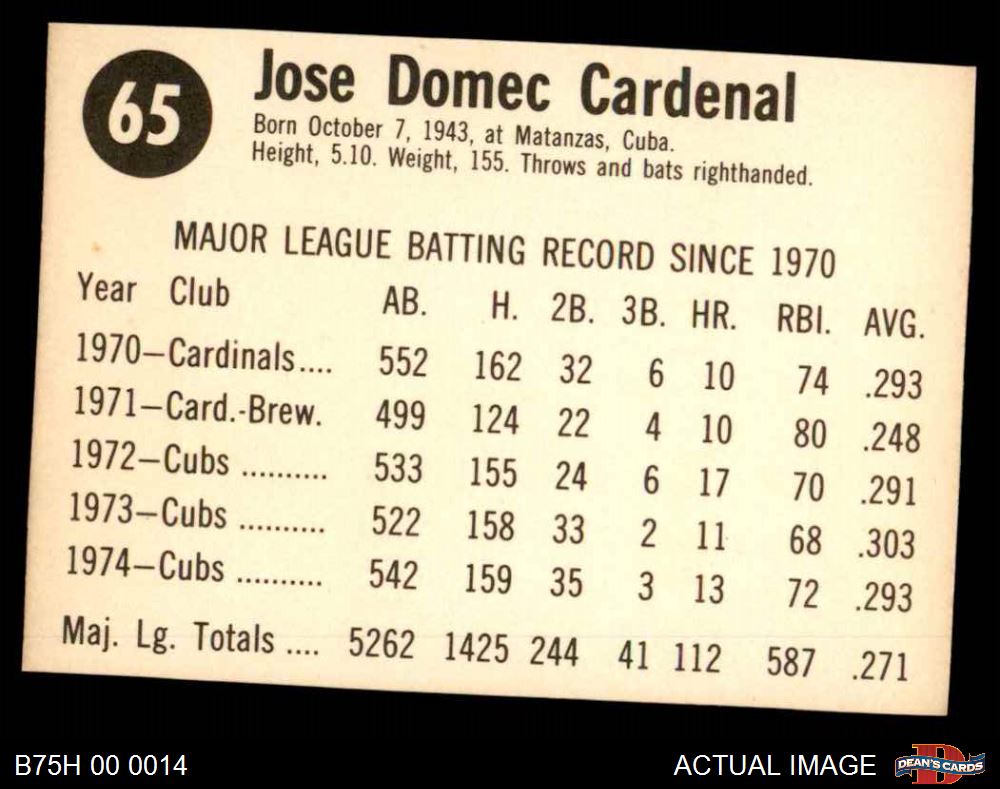 65
Jose Domec Cardenal
Born October 7, 1943, at Matanzas, Cuba.
Height, 5.10. Weight, 155. Throws and bats righthanded.
MAJOR LEAGUE BATTING RECORD SINCE 1970
Year Club AB. H. 2B. 3B. HR. RBI. AVG.
1970—Cardinals.... 552 162 32 6 10 74 .293
1971—Card.-Brew. 499 124 22 4 10 80 .248
1972—Cubs .......... 533 155 24 6 17 70 .291
1973—Cubs .......... 522 158 33 2 11 68 .303
1974—Cubs .......... 542 159 35 3 13 72 .293
Maj. Lg. Totals .... 5262 1425 244 41 112 587 .271
B75H 00 0014
ACTUAL IMAGE
DEAN'S CARDS